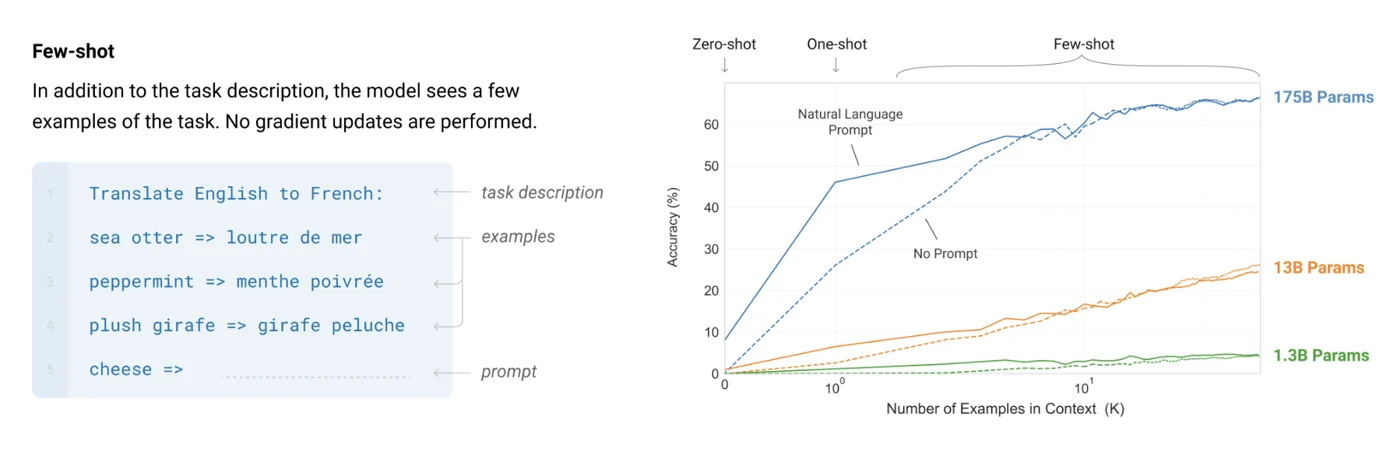 Few-shot
In addition to the task description, the model sees a few
examples of the task. No gradient updates are performed.
1 Translate English to French: task description
2 sea otter => loutre de mer examples
3 peppermint => menthe poivrée
4 plush girafe => girafe peluche
5 cheese => prompt
Zero-shot One-shot Few-shot
175B Params
Natural Language
Prompt
No Prompt
13B Params
1.3B Params
Accuracy (%)
60
50
40
30
20
10
0
0 10⁰ 10¹
Number of Examples in Context (K)